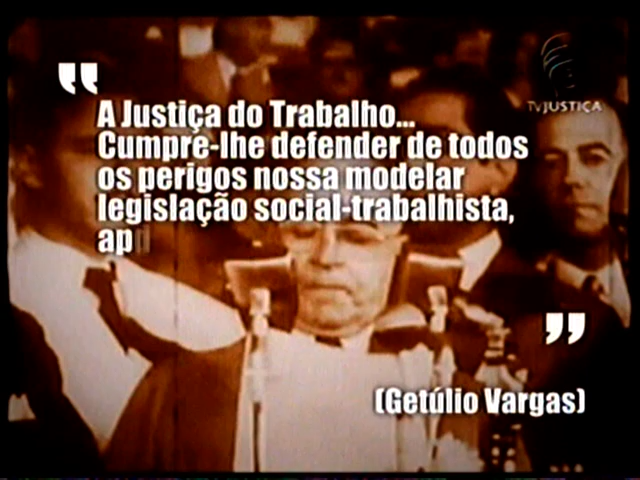 “
TV JUSTIÇA
A Justiça do Trabalho...
Cumpre-lhe defender de todos
os perigos nossa modelar
legislação social-trabalhista,
ap
”
(Getúlio Vargas)